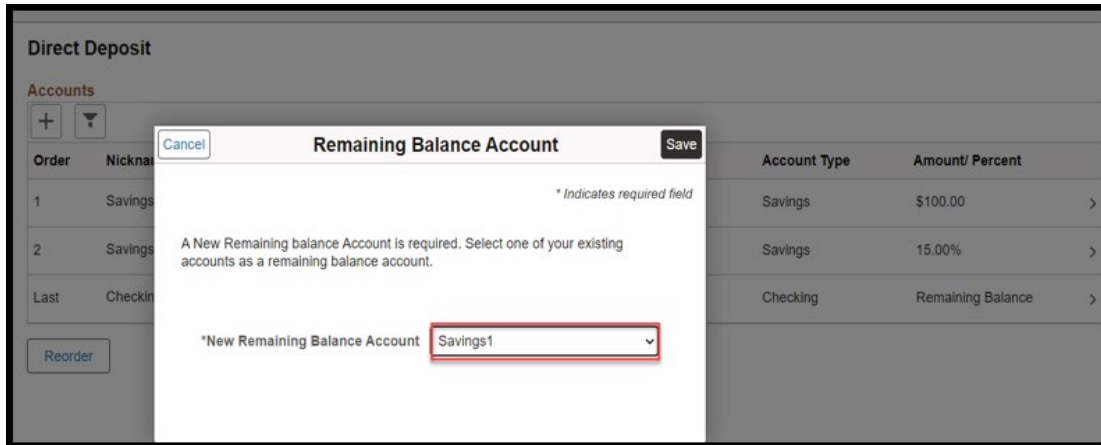 Direct Deposit
Accounts
Cancel Remaining Balance Account Save
Order Account Type Amount/ Percent
* Indicates required field
1 Savings Savings $100.00
A New Remaining balance Account is required. Select one of your existing
accounts as a remaining balance account.
2 Savings Savings 15.00%
Last Checking Remaining Balance
*New Remaining Balance Account Savings1
Reorder